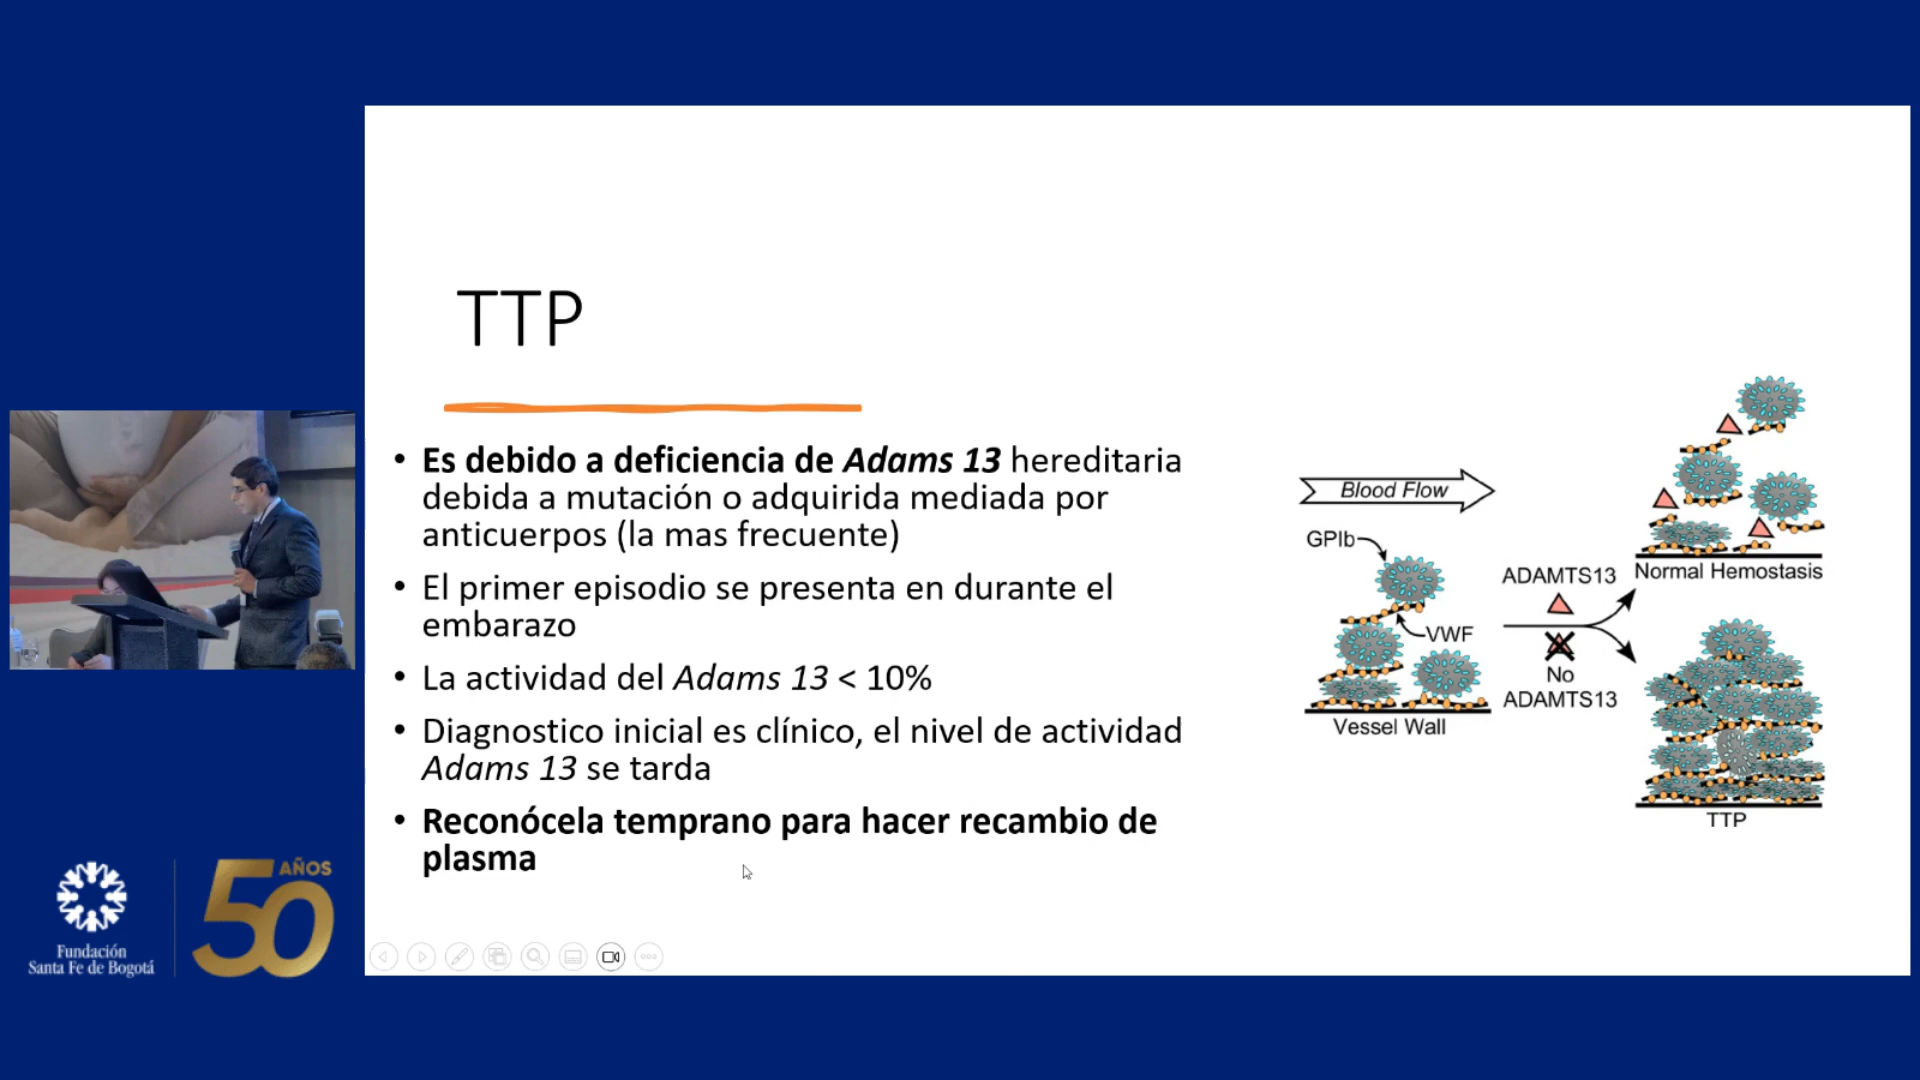 TTP
• Es debido a deficiencia de Adams 13 hereditaria
debida a mutación o adquirida mediada por
anticuerpos (la mas frecuente)
• El primer episodio se presenta en durante el
embarazo
• La actividad del Adams 13 < 10%
• Diagnostico inicial es clínico, el nivel de actividad
Adams 13 se tarda
• Reconócela temprano para hacer recambio de
plasma
Blood Flow
GPIb
VWF
Vessel Wall
ADAMTS13
No
ADAMTS13
Normal Hemostasis
TTP
Fundación
Santa Fe de Bogotá
50
AÑOS